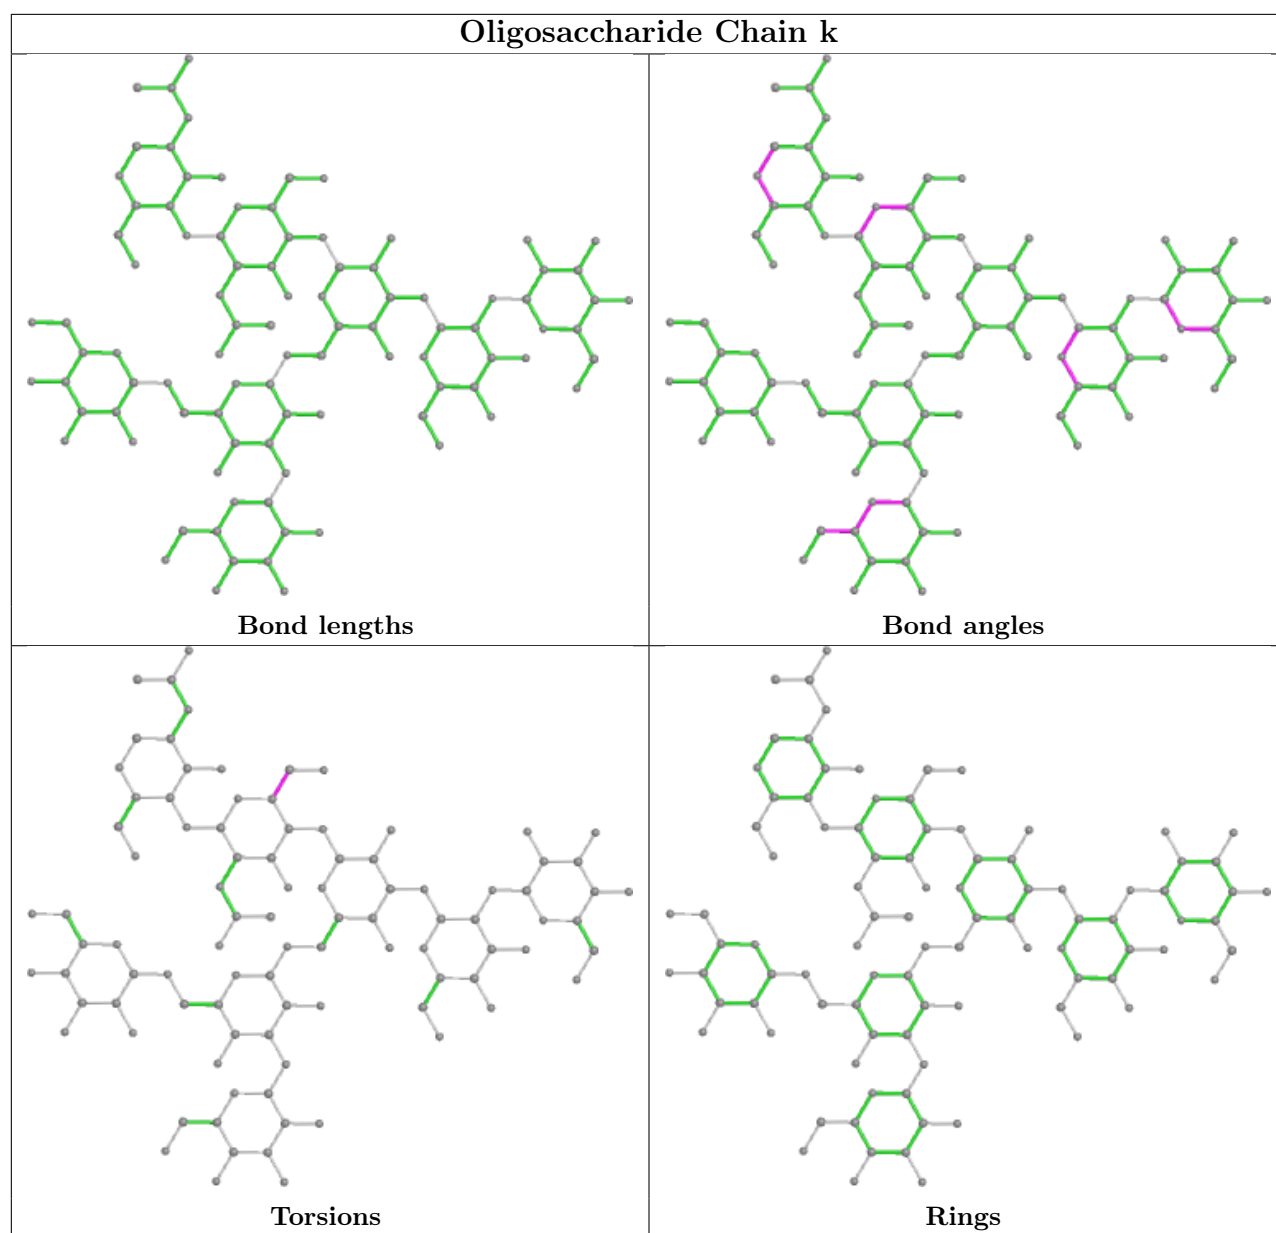 Oligosaccharide Chain k
Bond lengths
Bond angles
Torsions
Rings